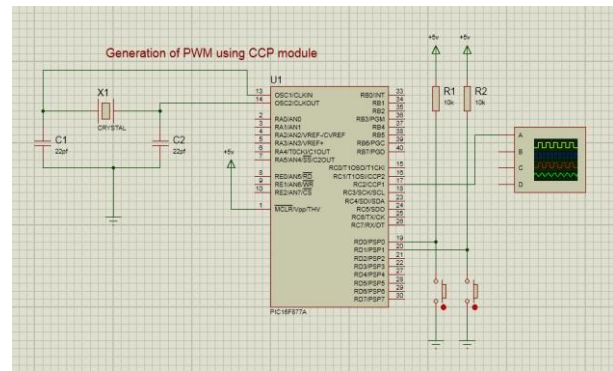 Generation of PWM using CCP module
+5v
+5v
X1
CRYSTAL
C1
22pf
C2
22pf
+5v
U1
13 OSC1/CLKIN
14 OSC2/CLKOUT
2 RA0/AN0
3 RA1/AN1
4 RA2/AN2/VREF-/CVREF
5 RA3/AN3/VREF+
6 RA4/T0CKI/C1OUT
7 RA5/AN4/SS/C2OUT
8 RE0/AN5/RD
9 RE1/AN6/WR
10 RE2/AN7/CS
1 MCLR/Vpp/THV
RB0/INT 33
RB1 34
RB2 35
RB3/PGM 36
RB4 37
RB5 38
RB6/PGC 39
RB7/PGD 40
RC0/T1OSO/T1CKI 15
RC1/T1OSI/CCP2 16
RC2/CCP1 17
RC3/SCK/SCL 18
RC4/SDI/SDA 23
RC5/SDO 24
RC6/TX/CK 25
RC7/RX/DT 26
RD0/PSP0 19
RD1/PSP1 20
RD2/PSP2 21
RD3/PSP3 22
RD4/PSP4 27
RD5/PSP5 28
RD6/PSP6 29
RD7/PSP7 30
PIC16F877A
R1
10k
R2
10k
A
B
C
D